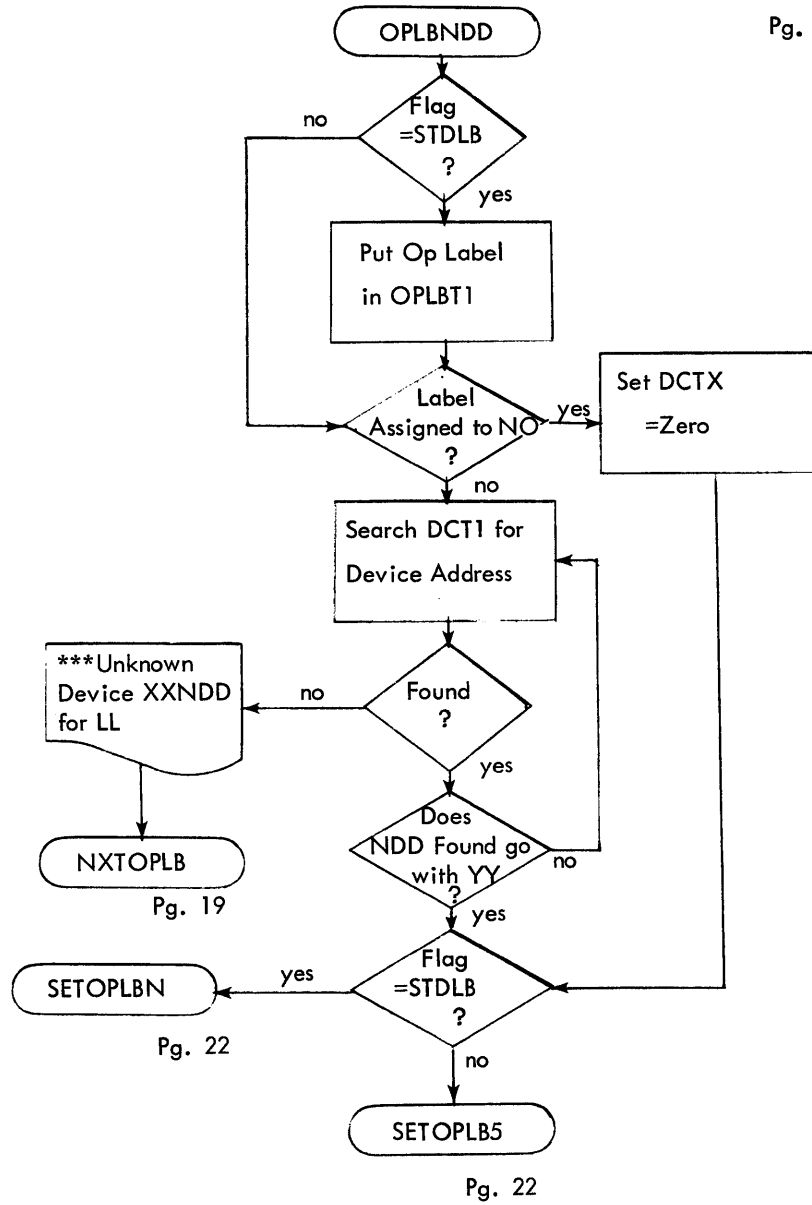 OPLBNDD
Pg.
Flag
=STDLB
?
no
yes
Put Op Label
in OPLBT1
Label
Assigned to NO
?
yes
Set DCTX
=Zero
no
Search DCT1 for
Device Address
***Unknown
Device XXNDD
for LL
no
Found
?
yes
NXTOPLB
Pg. 19
Does
NDD Found go
with YY
?
no
yes
Flag
=STDLB
?
yes
SETOPLBN
Pg. 22
no
SETOPLB5
Pg. 22